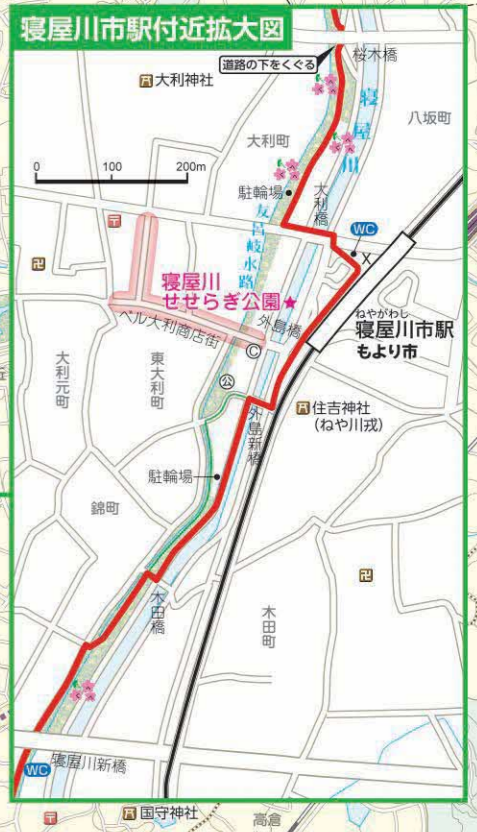 寝屋川市駅付近拡大図
道路の下をくぐる
桜木橋
大利神社
寝屋川
八坂町
大利町
0 100 200m
駐輪場
大利橋
友呂岐水路
WC
〒
X
卍
寝屋川
せせらぎ公園★
ベル大利商店街
外島橋
ねやがわし
寝屋川市駅
もより市
C
大利元町
東大利町
公
住吉神社
(ねや川戎)
外島新橋
駐輪場
錦町
卍
木田橋
木田町
WC
寝屋川新橋
〒
国守神社
高倉